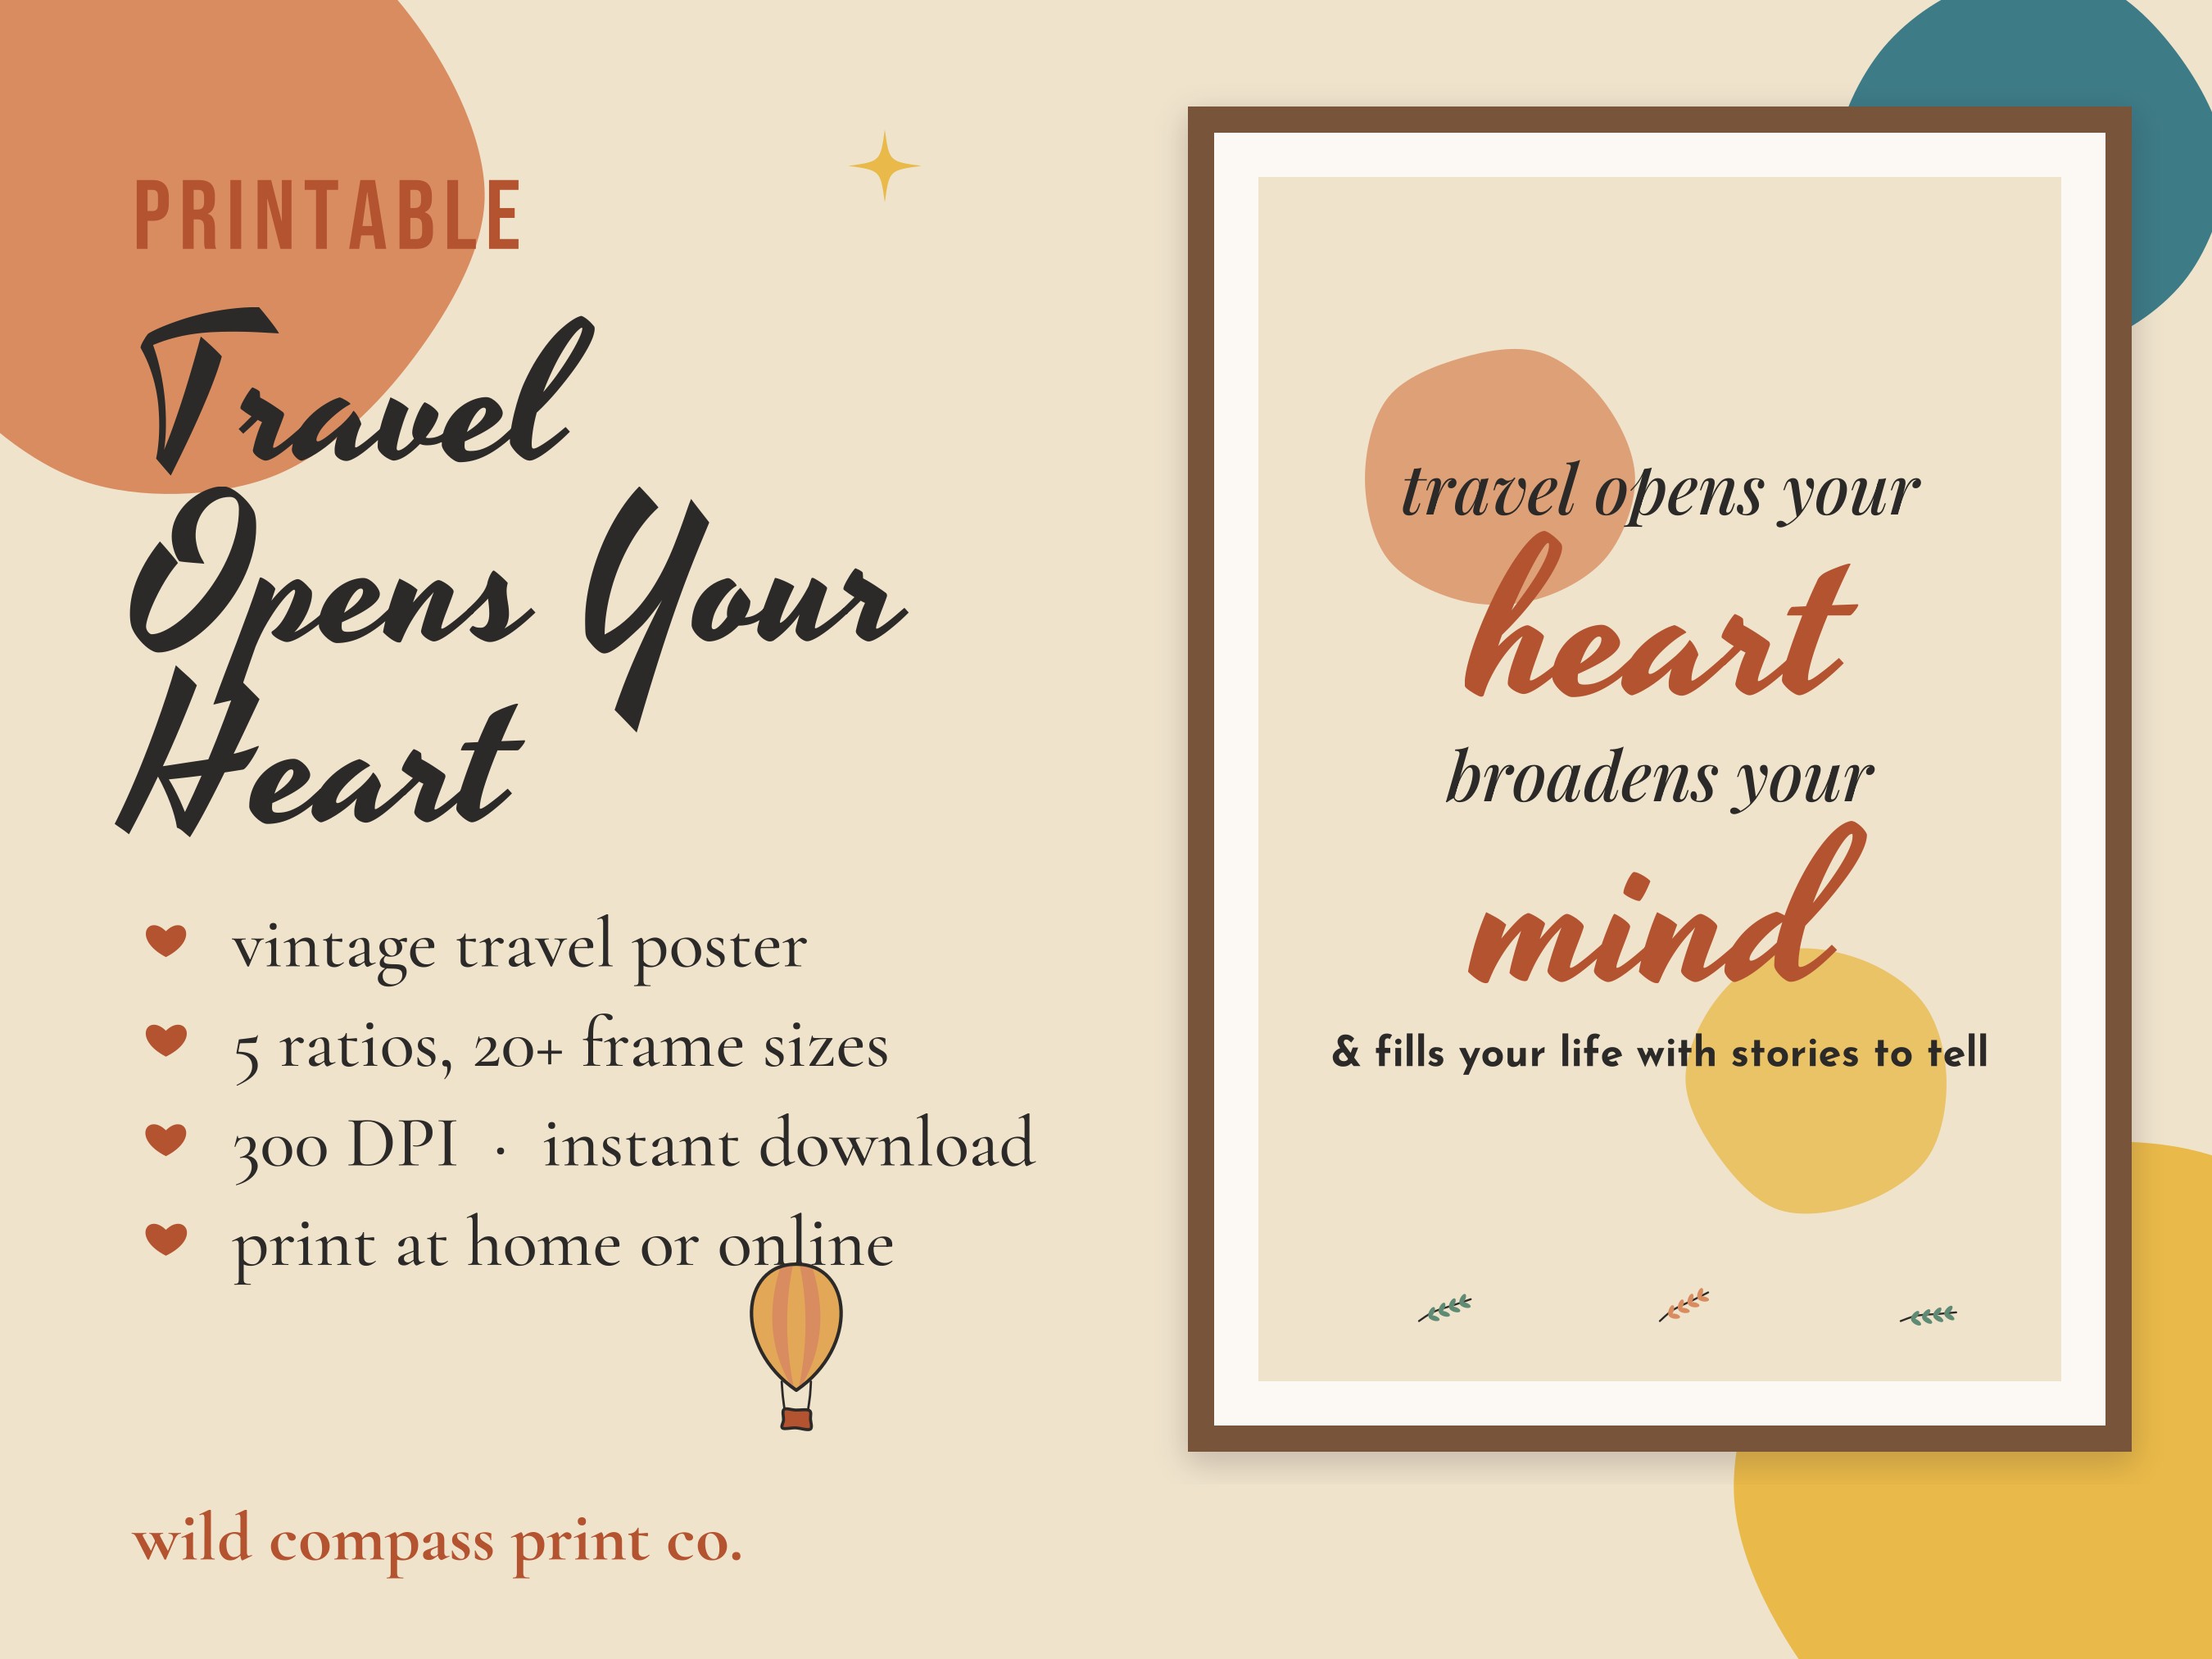 PRINTABLE
Travel
Opens Your
Heart
vintage travel poster
5 ratios, 20+ frame sizes
300 DPI · instant download
print at home or online
wild compass print co.
travel opens your
heart
broadens your
mind
& fills your life with stories to tell